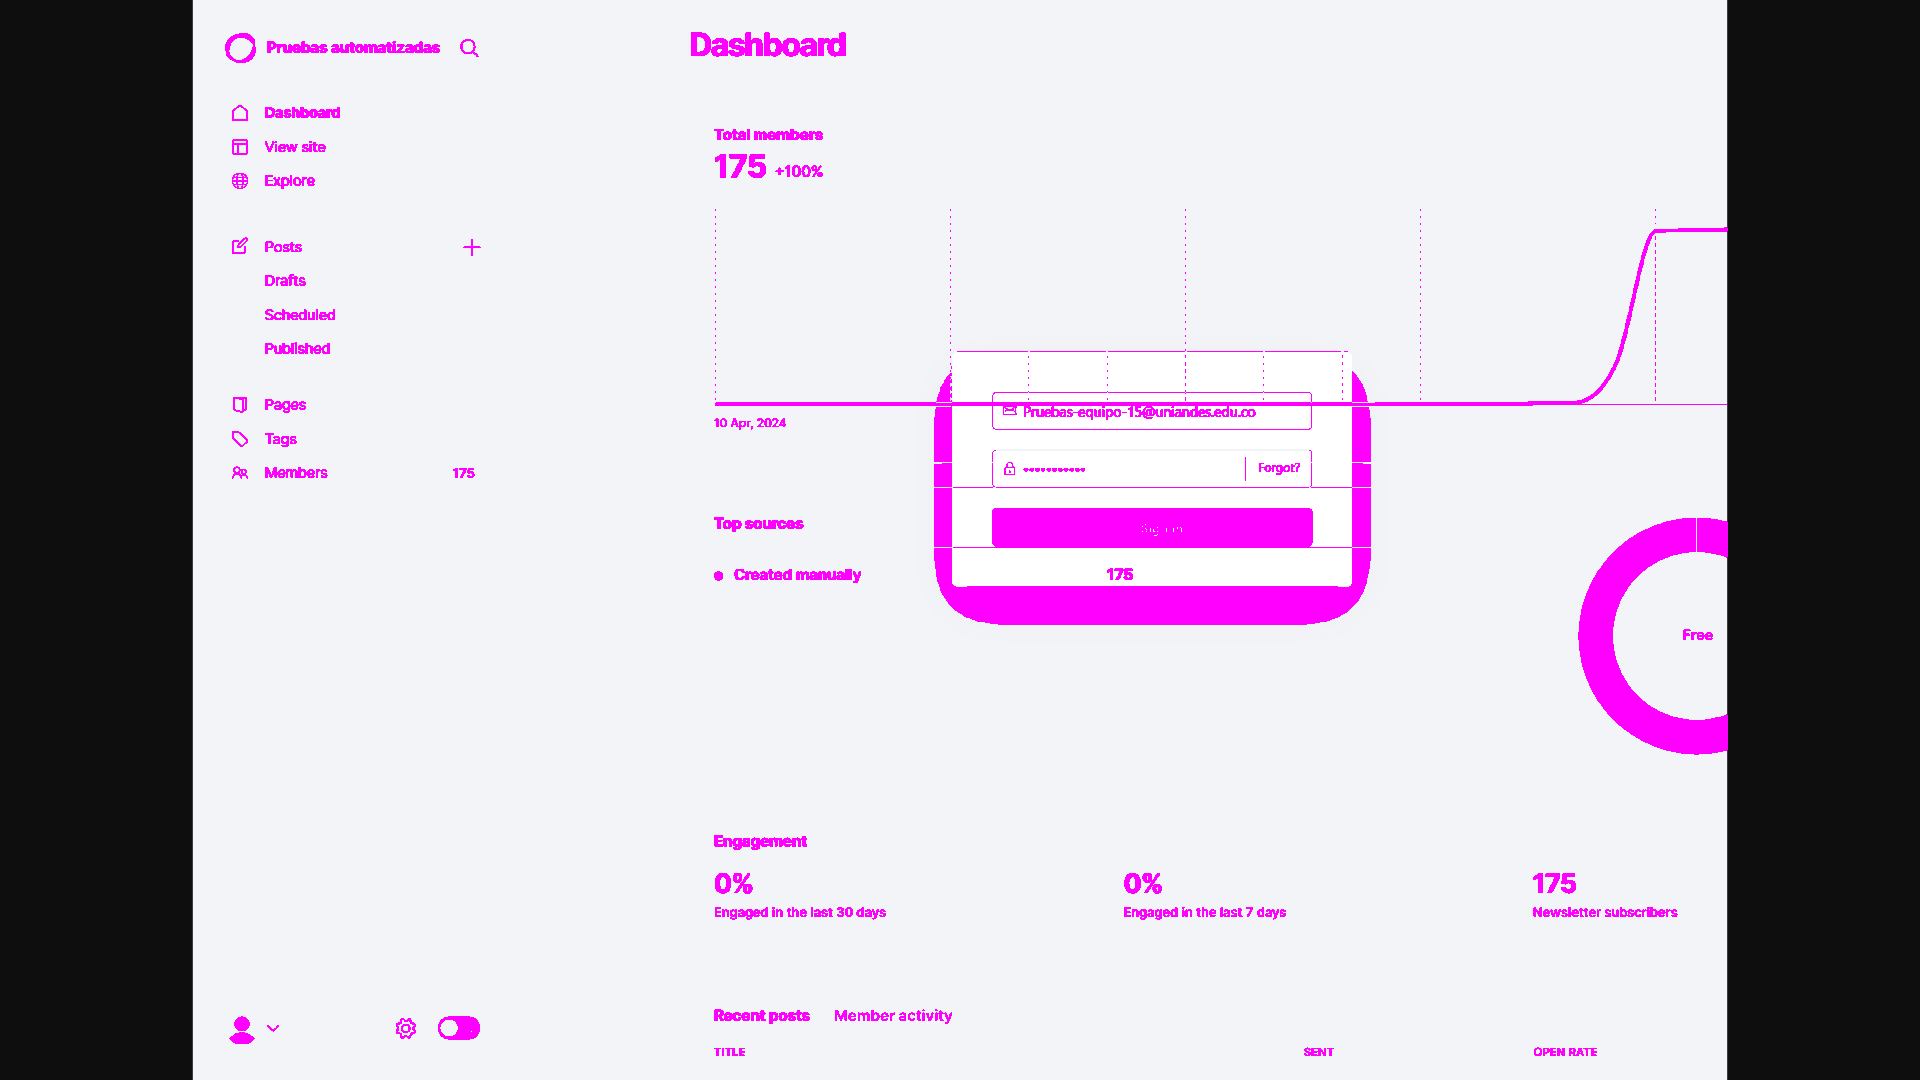 Pruebas automatizadas
Dashboard
View site
Explore
Posts
Drafts
Scheduled
Published
Pages
Tags
Members 175
Dashboard
Total members
175 +100%
10 Apr, 2024
Pruebas-equipo-15@uniandes.edu.co
Forgot?
Sign in
Top sources
Created manually 175
Free
Engagement
0% 0% 175
Engaged in the last 30 days Engaged in the last 7 days Newsletter subscribers
Recent posts Member activity
TITLE SENT OPEN RATE